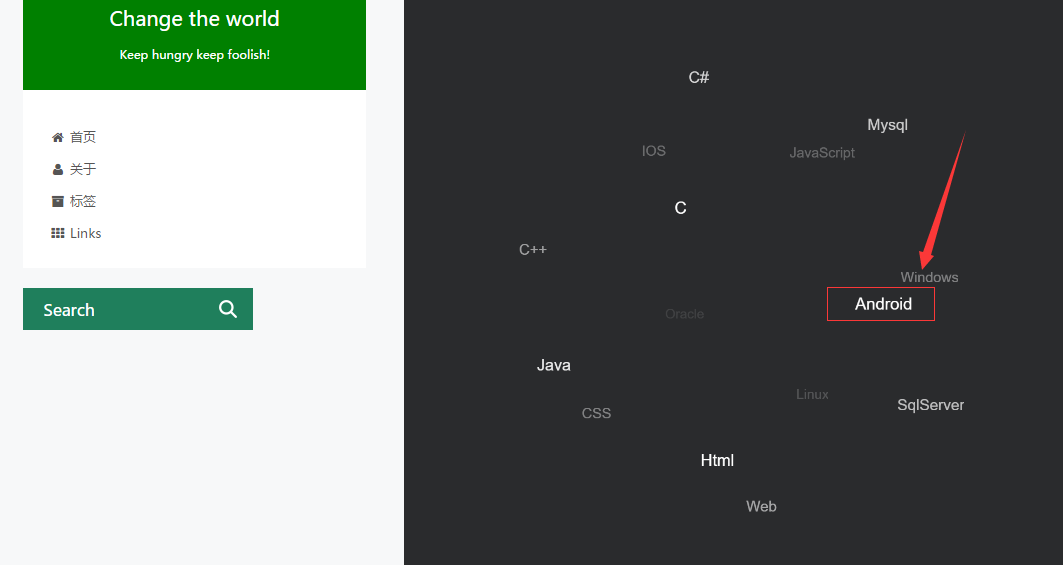 Change the world
Keep hungry keep foolish!
首页
关于
标签
Links
Search
C#
Mysql
IOS
JavaScript
C
C++
Windows
Android
Oracle
Java
Linux
SqlServer
CSS
Html
Web